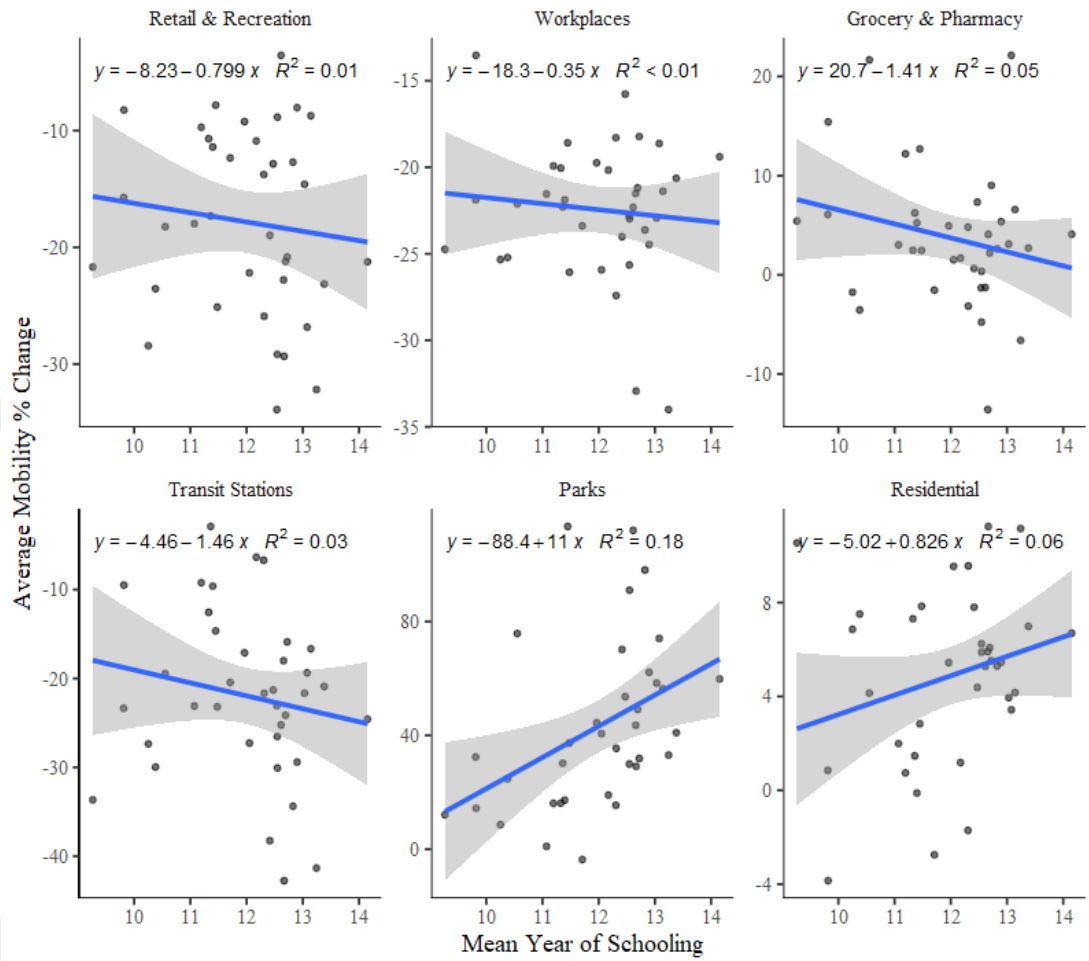 Retail & Recreation
Workplaces
Grocery & Pharmacy
y = −8.23−0.799 x   R² = 0.01
y = −18.3−0.35 x   R² < 0.01
y = 20.7−1.41 x   R² = 0.05
-10
-20
-30
-15
-20
-25
-30
-35
20
10
0
-10
10 11 12 13 14
10 11 12 13 14
10 11 12 13 14
Average Mobility % Change
Transit Stations
Parks
Residential
y = −4.46−1.46 x   R² = 0.03
y = −88.4+11 x   R² = 0.18
y = −5.02+0.826 x   R² = 0.06
-10
-20
-30
-40
80
40
0
8
4
0
-4
10 11 12 13 14
10 11 12 13 14
10 11 12 13 14
Mean Year of Schooling